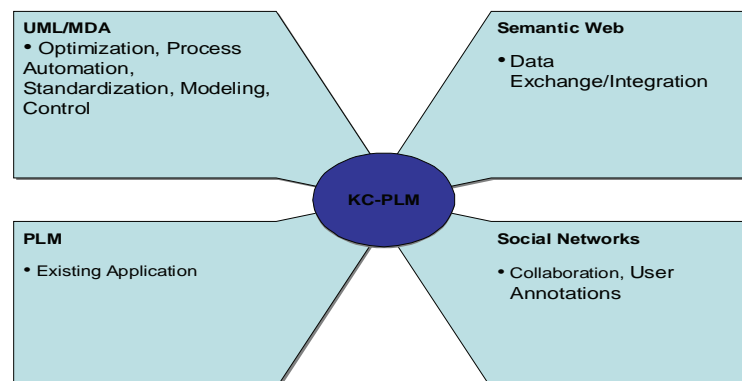 UML/MDA
• Optimization, Process
Automation,
Standardization, Modeling,
Control
Semantic Web
• Data
Exchange/Integration
KC-PLM
PLM
• Existing Application
Social Networks
• Collaboration, User
Annotations